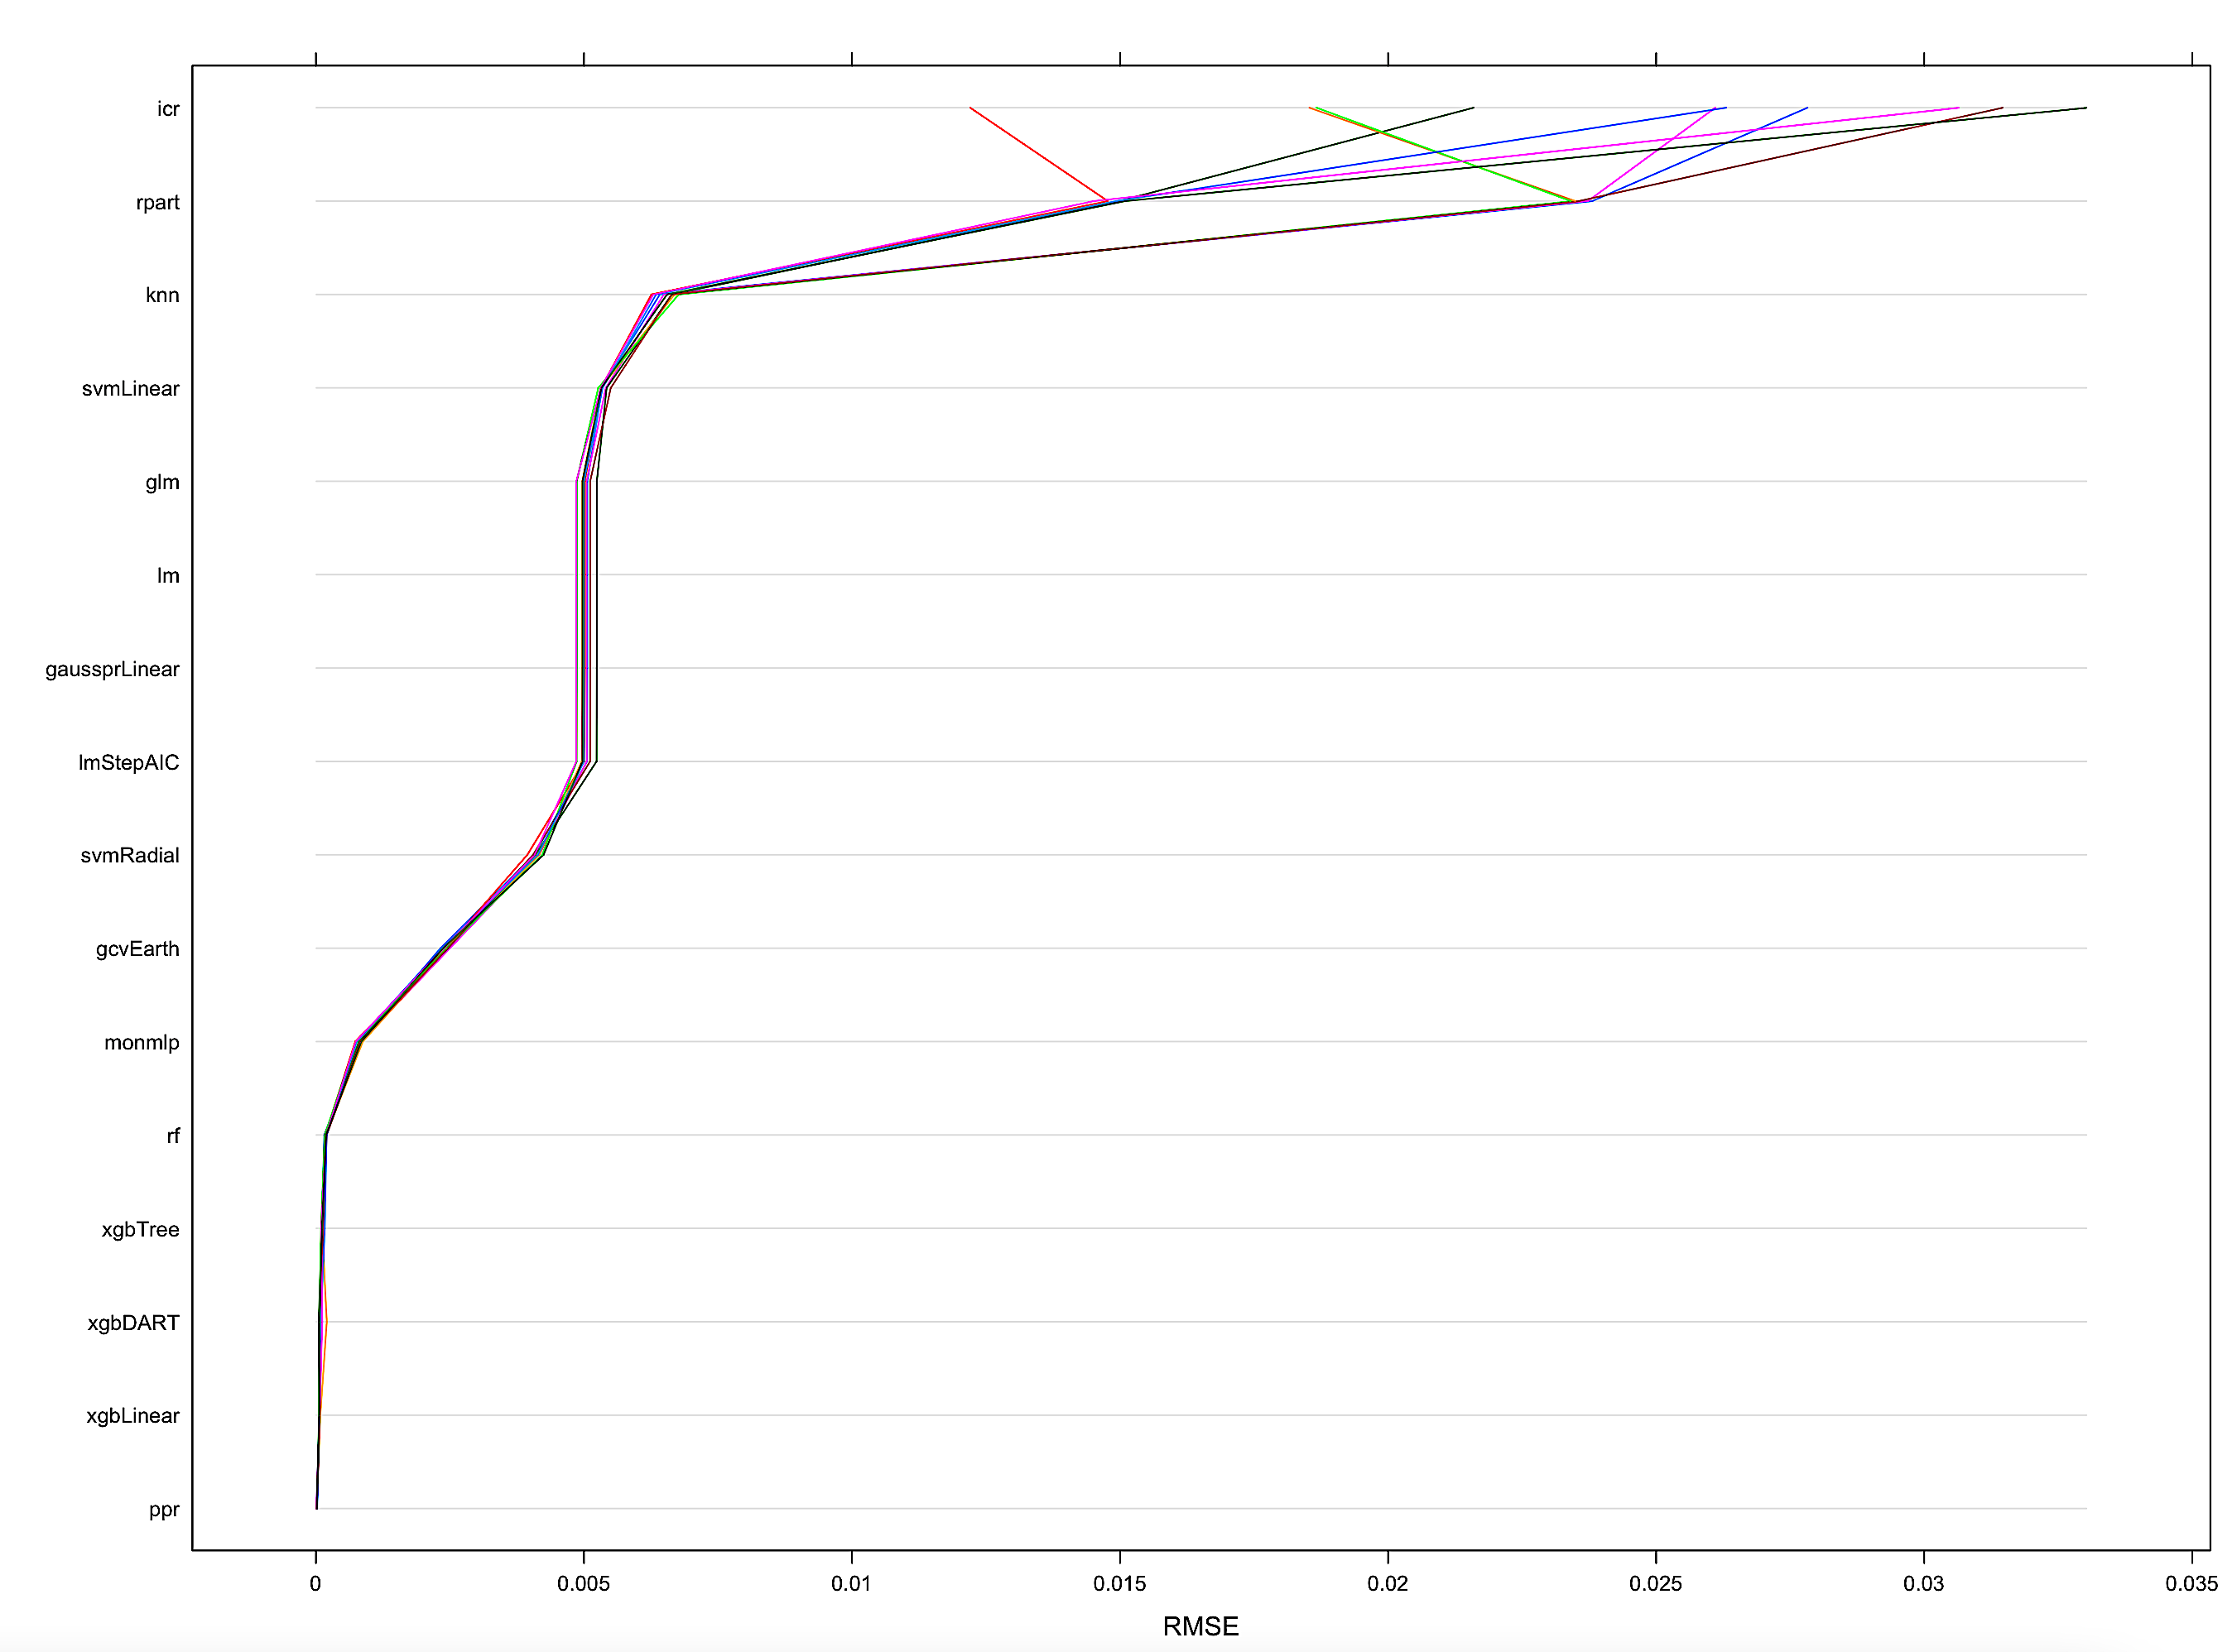 icr
rpart
knn
svmLinear
glm
lm
gaussprLinear
lmStepAIC
svmRadial
gcvEarth
monmlp
rf
xgbTree
xgbDART
xgbLinear
ppr
0 0.005 0.01 0.015 0.02 0.025 0.03 0.035
RMSE